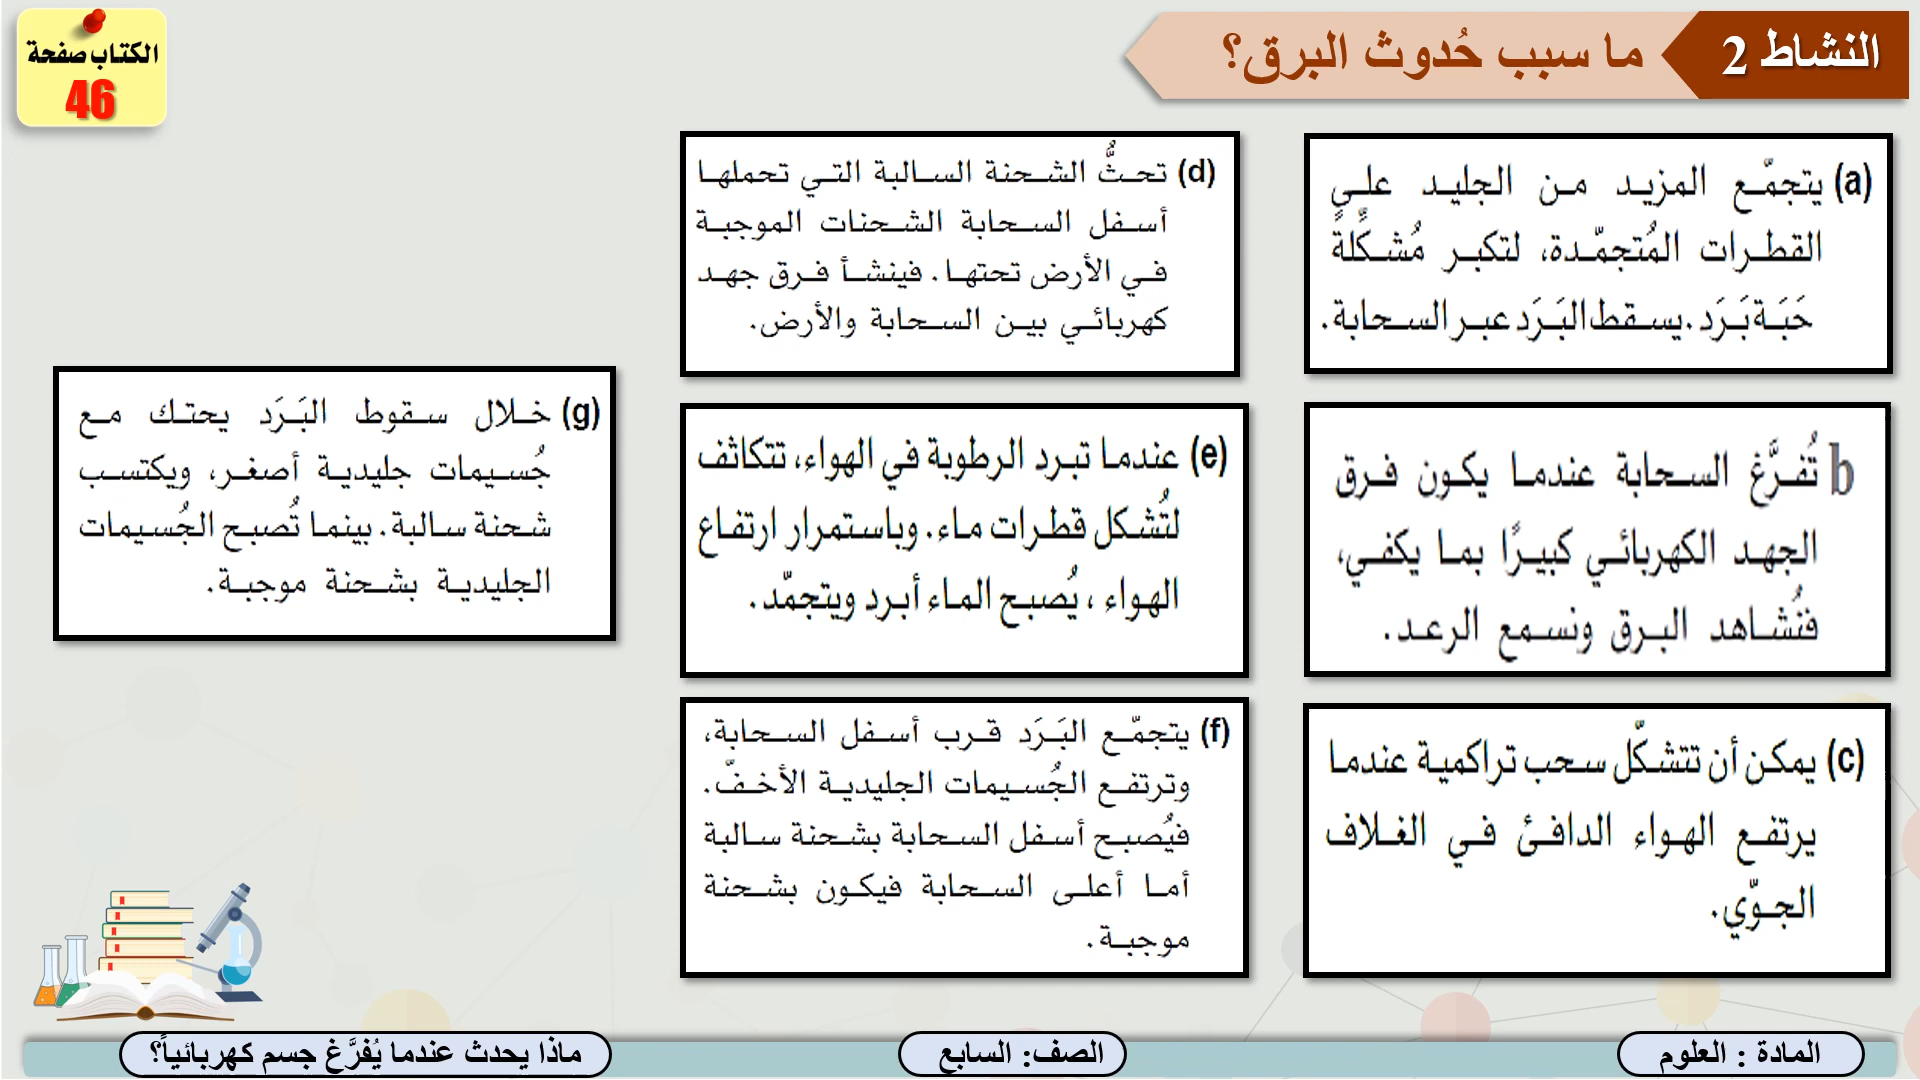 النشاط 2
ما سبب حُدوث البرق؟
الكتاب صفحة
46
(a) يتجمّع المزيد من الجليد على
القطرات المُتجمّدة، لتكبر مُشكِّلةً
حَبَة بَرَد. يسقط البَرَد عبر السحابة.
b تُفرَّغ السحابة عندما يكون فرق
الجهد الكهربائي كبيرًا بما يكفي،
فنُشاهد البرق ونسمع الرعد.
(c) يمكن أن تتشكّل سحب تراكمية عندما
يرتفع الهواء الدافئ في الغلاف
الجوّي.
(d) تحثُّ الشحنة السالبة التي تحملها
أسفل السحابة الشحنات الموجبة
في الأرض تحتها. فينشأ فرق جهد
كهربائي بين السحابة والأرض.
(e) عندما تبرد الرطوبة في الهواء، تتكاثف
لتُشكل قطرات ماء. وباستمرار ارتفاع
الهواء ، يُصبح الماء أبرد ويتجمّد.
(f) يتجمّع البَرَد قرب أسفل السحابة،
وترتفع الجُسيمات الجليدية الأخفّ.
فيُصبح أسفل السحابة بشحنة سالبة
أما أعلى السحابة فيكون بشحنة
موجبة.
(g) خلال سقوط البَرَد يحتك مع
جُسيمات جليدية أصغر، ويكتسب
شحنة سالبة. بينما تُصبح الجُسيمات
الجليدية بشحنة موجبة.
المادة : العلوم
الصف: السابع
ماذا يحدث عندما يُفرَّغ جسم كهربائياً؟